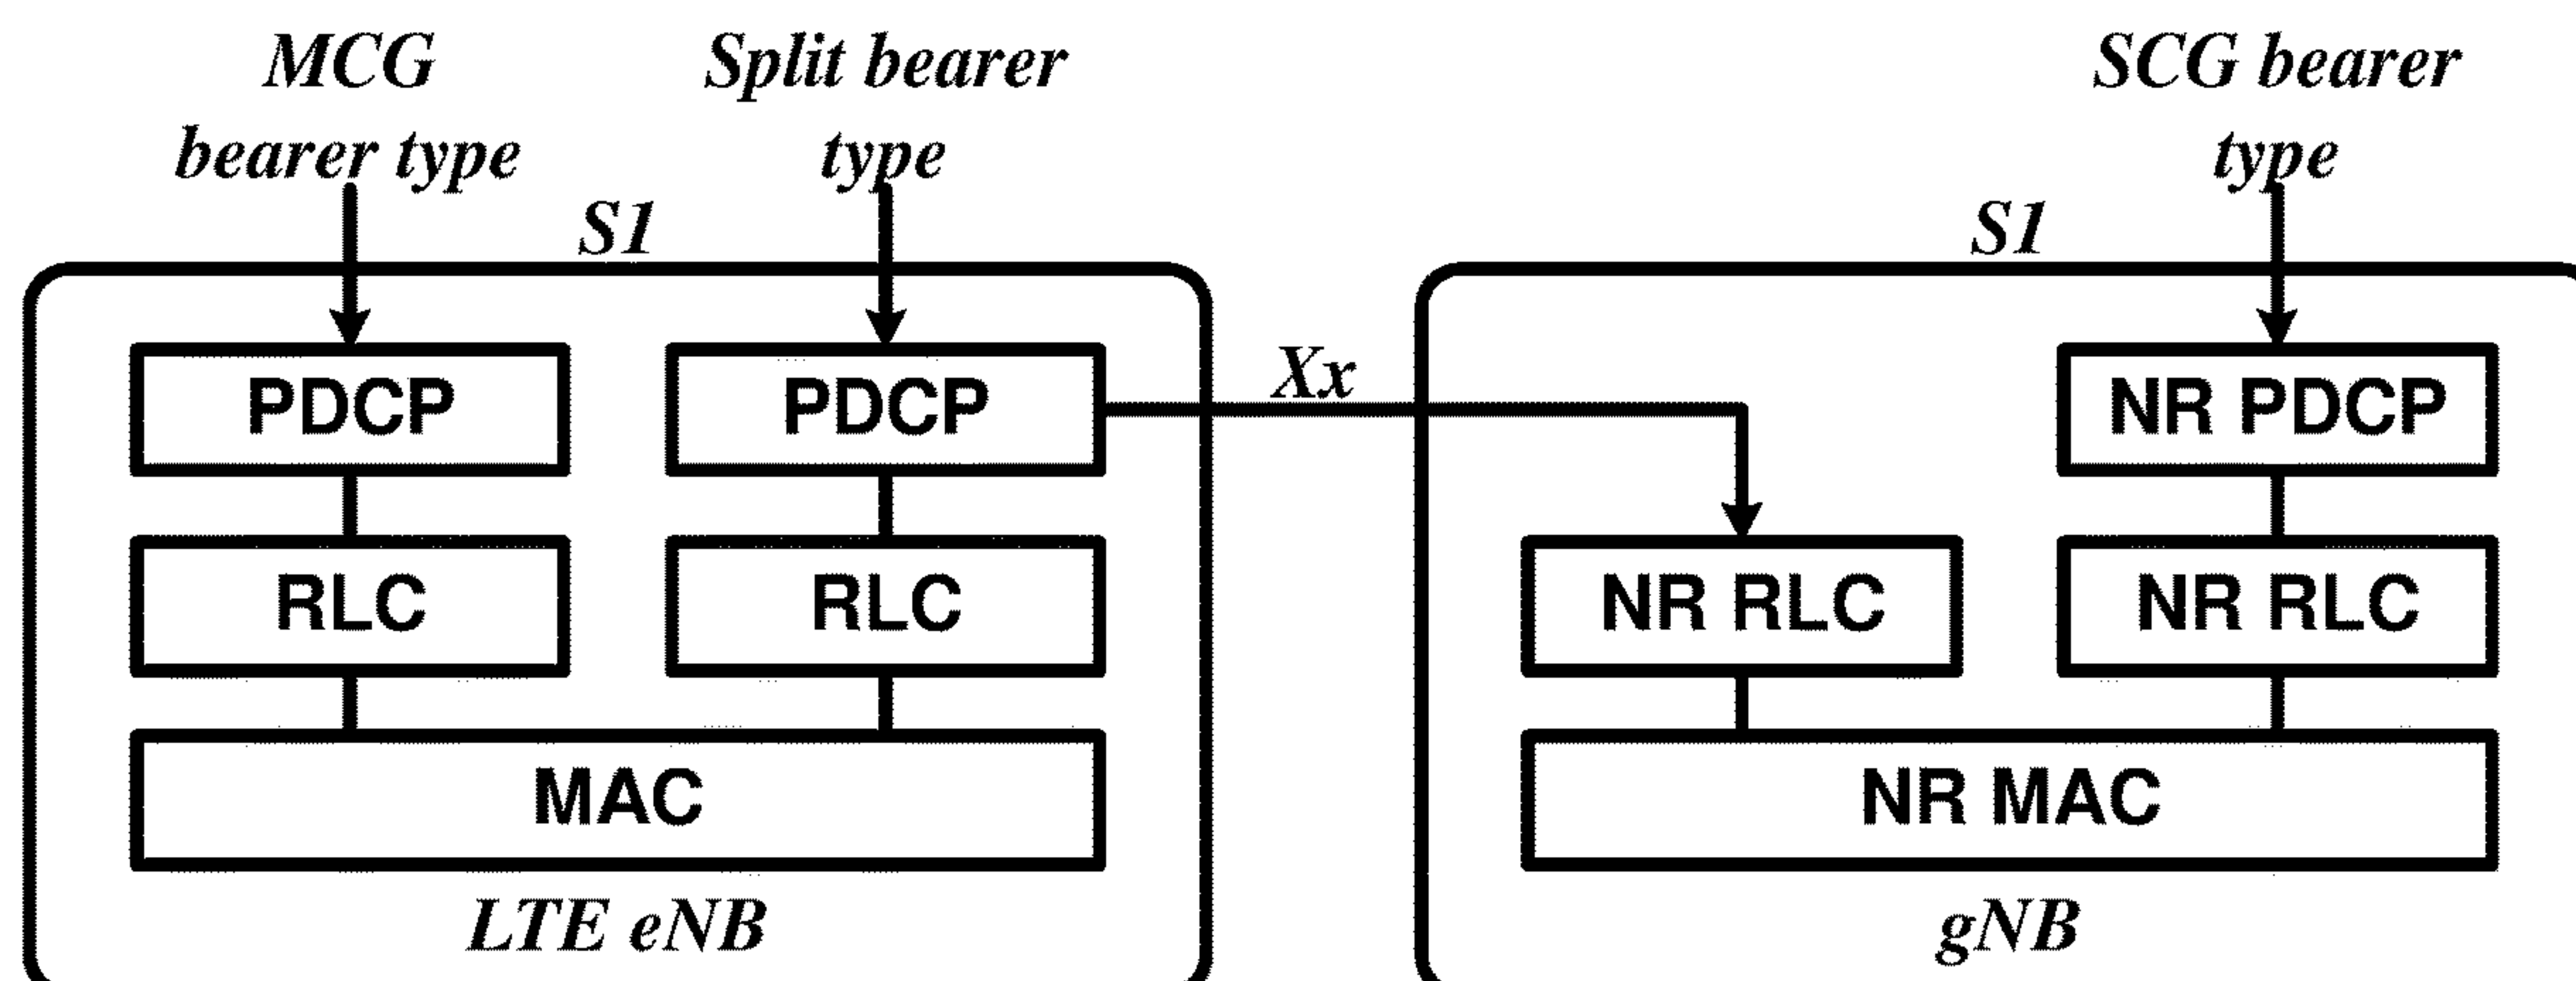 MCG
bearer type
Split bearer
type
SCG bearer
type
S1
S1
PDCP
PDCP
Xx
NR PDCP
RLC
RLC
NR RLC
NR RLC
MAC
NR MAC
LTE eNB
gNB